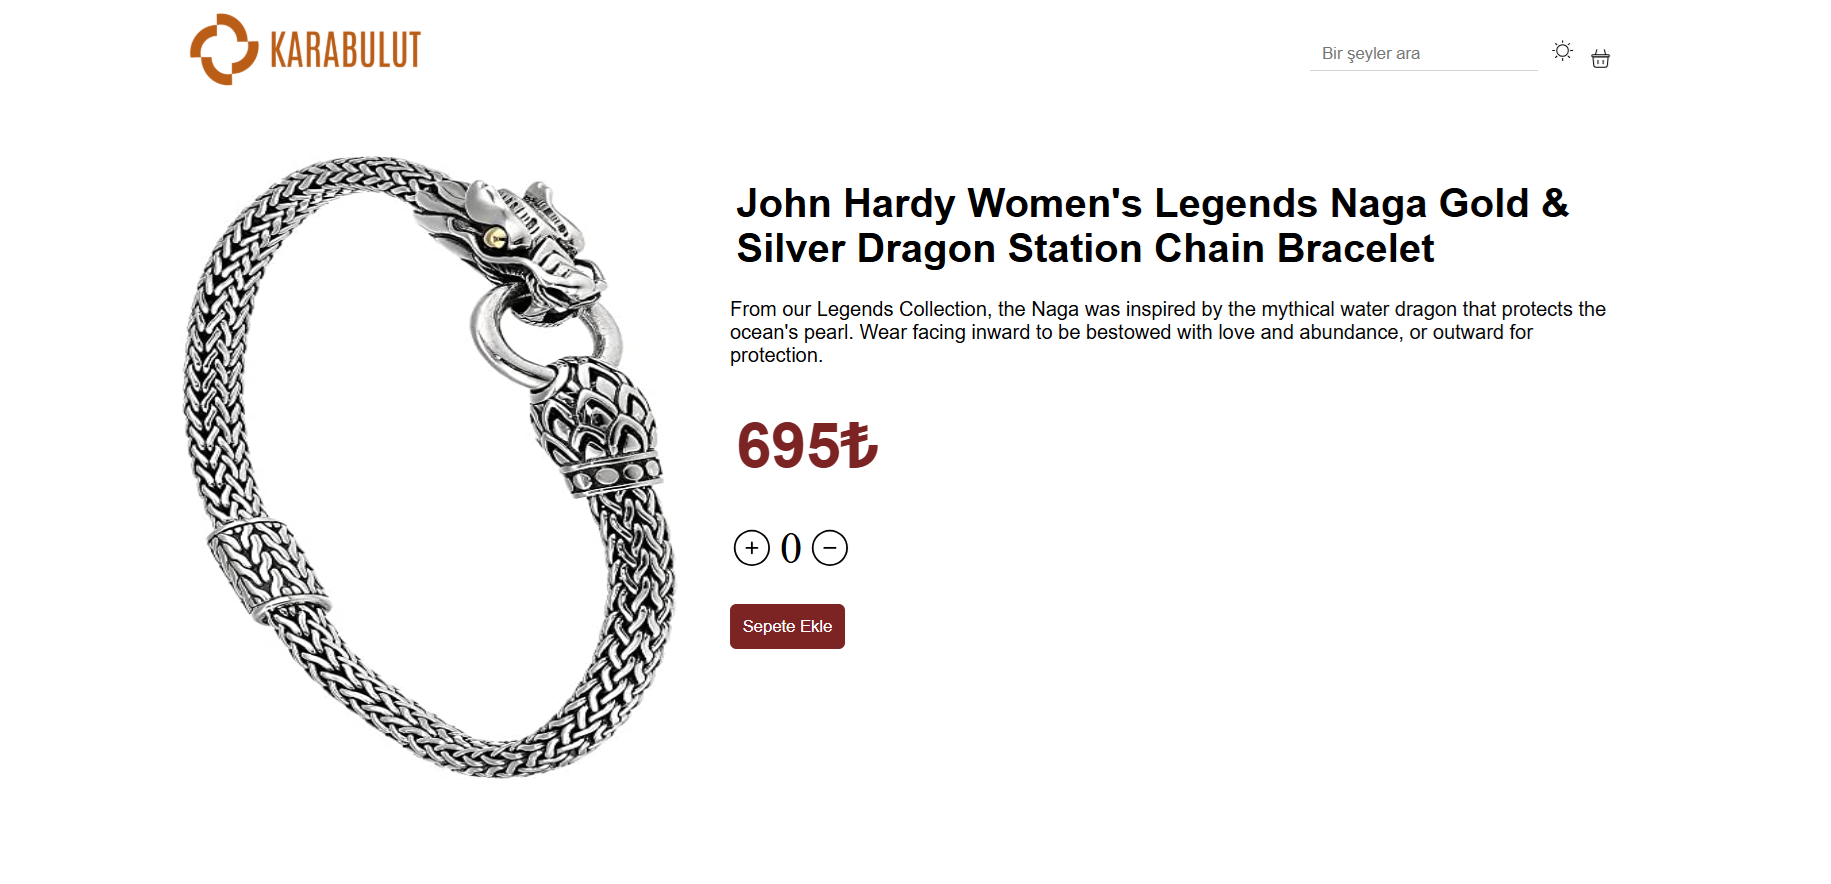 KARABULUT
Bir şeyler ara
John Hardy Women's Legends Naga Gold &
Silver Dragon Station Chain Bracelet
From our Legends Collection, the Naga was inspired by the mythical water dragon that protects the
ocean's pearl. Wear facing inward to be bestowed with love and abundance, or outward for
protection.
695₺
+ 0 −
Sepete Ekle